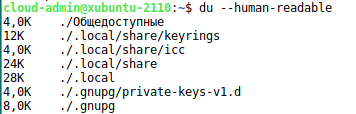 cloud-admin@xubuntu-2110:~$ du --human-readable
4,0K ./Общедоступные
12K ./.local/share/keyrings
4,0K ./.local/share/icc
24K ./.local/share
28K ./.local
4,0K ./.gnupg/private-keys-v1.d
8,0K ./.gnupg